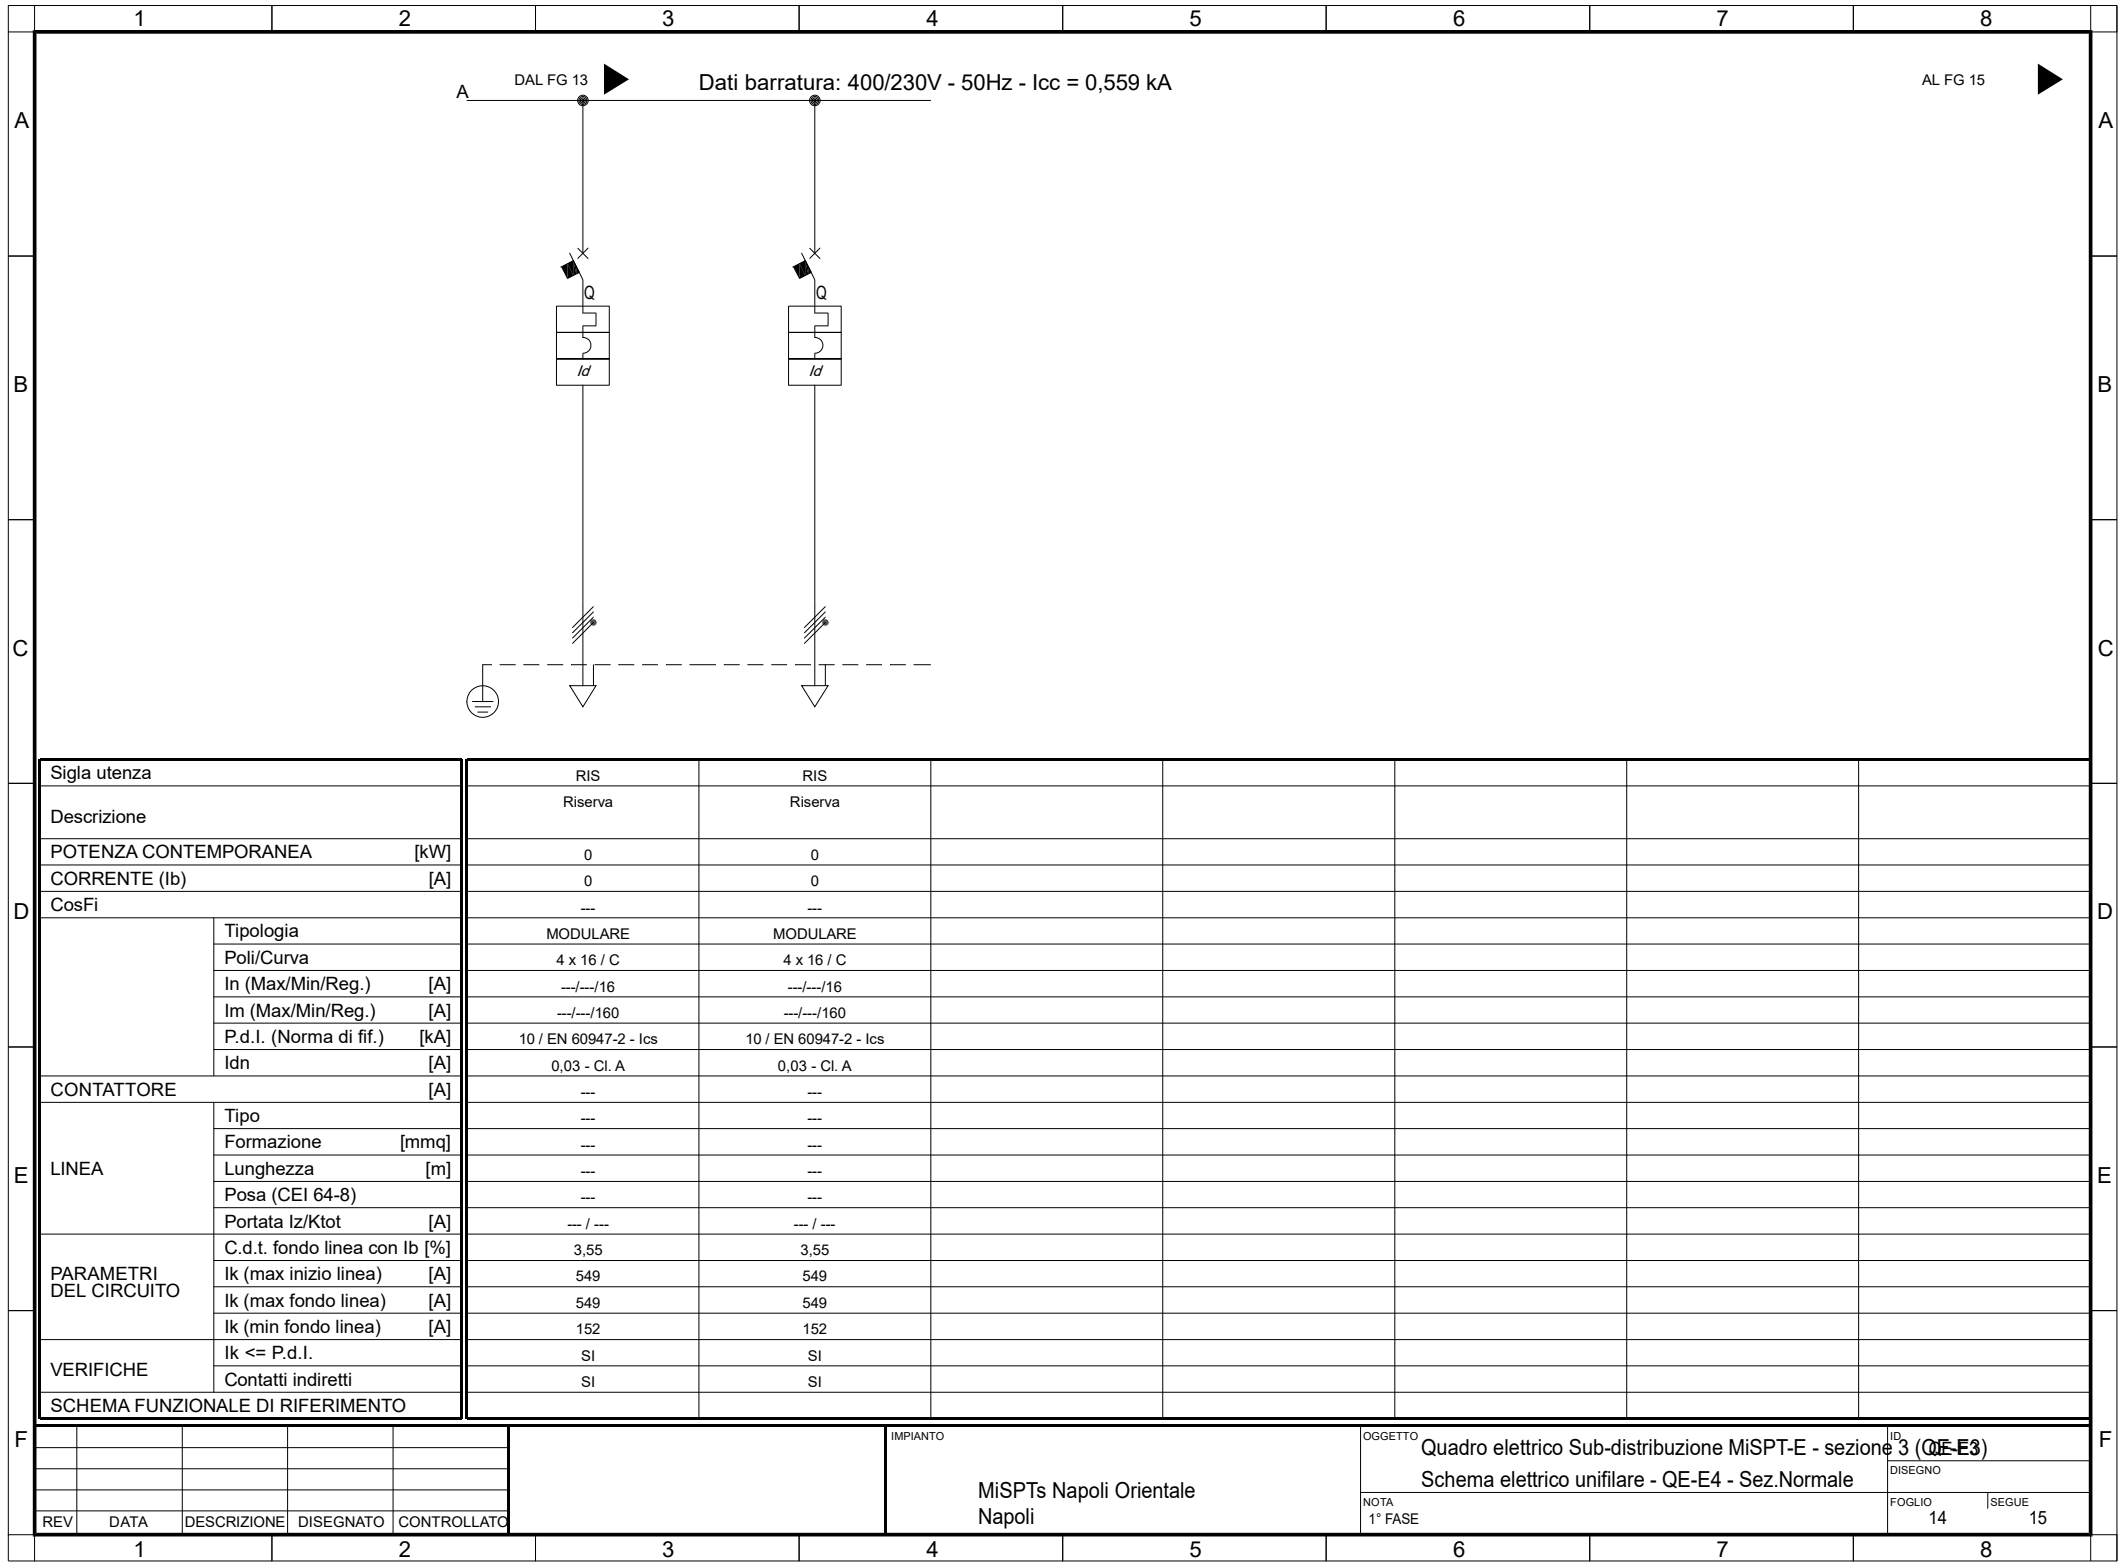 1 2 3 4 5 6 7 8
DAL FG 13 Dati barratura: 400/230V - 50Hz - Icc = 0,559 kA AL FG 15
A
A A
Q Q
Id Id
B B
C C
Sigla utenza RIS RIS
Descrizione Riserva Riserva
POTENZA CONTEMPORANEA [kW] 0 0
CORRENTE (Ib) [A] 0 0
CosFi --- ---
D D
Tipologia MODULARE MODULARE
Poli/Curva 4 x 16 / C 4 x 16 / C
In (Max/Min/Reg.) [A] ---/---/16 ---/---/16
Im (Max/Min/Reg.) [A] ---/---/160 ---/---/160
P.d.I. (Norma di fif.) [kA] 10 / EN 60947-2 - Ics 10 / EN 60947-2 - Ics
Idn [A] 0,03 - Cl. A 0,03 - Cl. A
CONTATTORE [A] --- ---
Tipo --- ---
Formazione [mmq] --- ---
LINEA Lunghezza [m] --- ---
E E
Posa (CEI 64-8) --- ---
Portata Iz/Ktot [A] --- / --- --- / ---
C.d.t. fondo linea con Ib [%] 3,55 3,55
PARAMETRI
DEL CIRCUITO
Ik (max inizio linea) [A] 549 549
Ik (max fondo linea) [A] 549 549
Ik (min fondo linea) [A] 152 152
VERIFICHE
Ik <= P.d.I. SI SI
Contatti indiretti SI SI
SCHEMA FUNZIONALE DI RIFERIMENTO
F F
IMPIANTO
MiSPTs Napoli Orientale
Napoli
OGGETTO Quadro elettrico Sub-distribuzione MiSPT-E - sezione 3 (QE-E3)
Schema elettrico unifilare - QE-E4 - Sez.Normale
ID
DISEGNO
NOTA
1° FASE
FOGLIO SEGUE
14 15
REV DATA DESCRIZIONE DISEGNATO CONTROLLATO
1 2 3 4 5 6 7 8